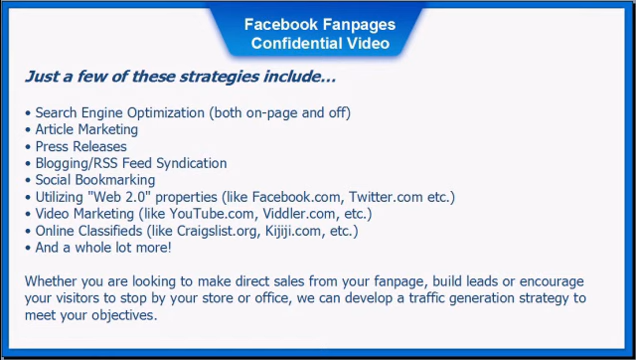 Facebook Fanpages
Confidential Video
Just a few of these strategies include...
• Search Engine Optimization (both on-page and off)
• Article Marketing
• Press Releases
• Blogging/RSS Feed Syndication
• Social Bookmarking
• Utilizing "Web 2.0" properties (like Facebook.com, Twitter.com etc.)
• Video Marketing (like YouTube.com, Viddler.com, etc.)
• Online Classifieds (like Craigslist.org, Kijiji.com, etc.)
• And a whole lot more!
Whether you are looking to make direct sales from your fanpage, build leads or encourage
your visitors to stop by your store or office, we can develop a traffic generation strategy to
meet your objectives.